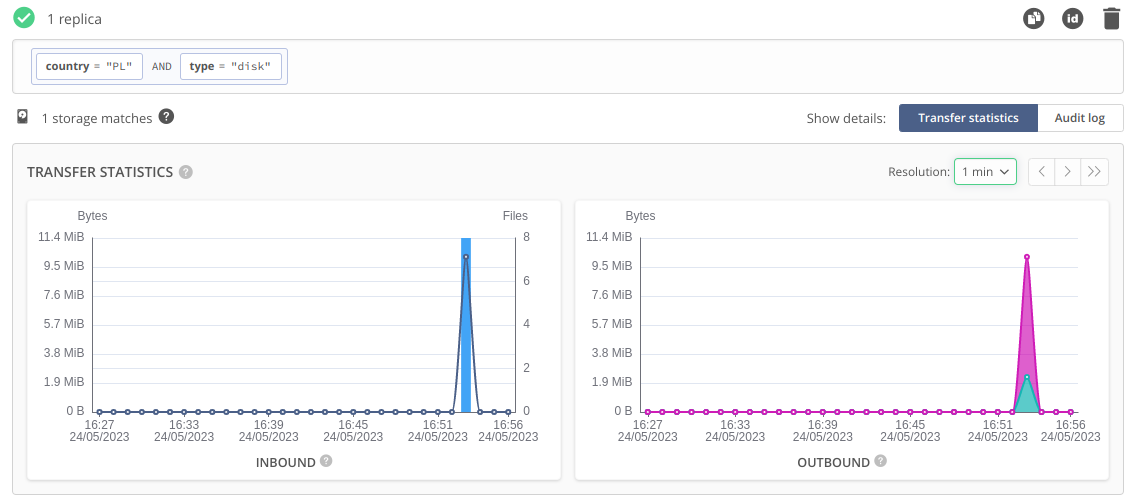 1 replica
id
country = "PL" AND type = "disk"
1 storage matches ?
Show details: Transfer statistics Audit log
TRANSFER STATISTICS ?
Resolution: 1 min
Bytes Files
11.4 MiB 8
9.5 MiB
6
7.6 MiB
5.7 MiB 4
3.8 MiB
2
1.9 MiB
0 B 0
16:27 16:33 16:39 16:45 16:51 16:56
24/05/2023 24/05/2023 24/05/2023 24/05/2023 24/05/2023 24/05/2023
INBOUND ?
Bytes
11.4 MiB
9.5 MiB
7.6 MiB
5.7 MiB
3.8 MiB
1.9 MiB
0 B
16:27 16:33 16:39 16:45 16:51 16:56
24/05/2023 24/05/2023 24/05/2023 24/05/2023 24/05/2023 24/05/2023
OUTBOUND ?